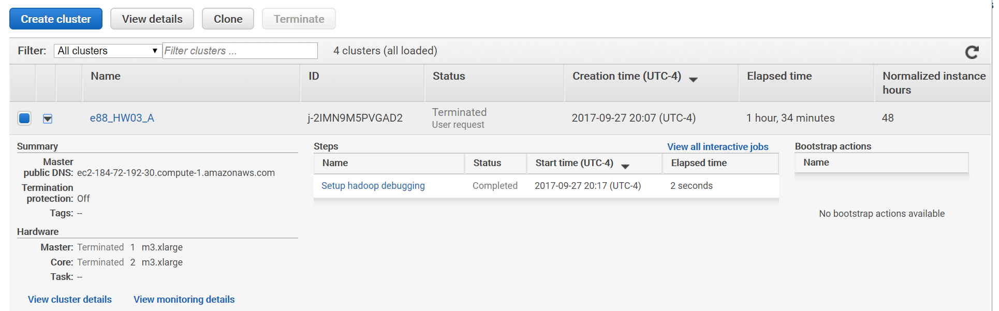 Create cluster View details Clone Terminate
Filter: All clusters Filter clusters ... 4 clusters (all loaded)
Name ID Status Creation time (UTC-4) Elapsed time Normalized instance hours
e88_HW03_A j-2IMN9M5PVGAD2 Terminated User request 2017-09-27 20:07 (UTC-4) 1 hour, 34 minutes 48
Summary
Master public DNS: ec2-184-72-192-30.compute-1.amazonaws.com
Termination protection: Off
Tags: --
Hardware
Master: Terminated 1 m3.xlarge
Core: Terminated 2 m3.xlarge
Task: --
View cluster details View monitoring details
Steps View all interactive jobs
Name Status Start time (UTC-4) Elapsed time
Setup hadoop debugging Completed 2017-09-27 20:17 (UTC-4) 2 seconds
Bootstrap actions
Name
No bootstrap actions available